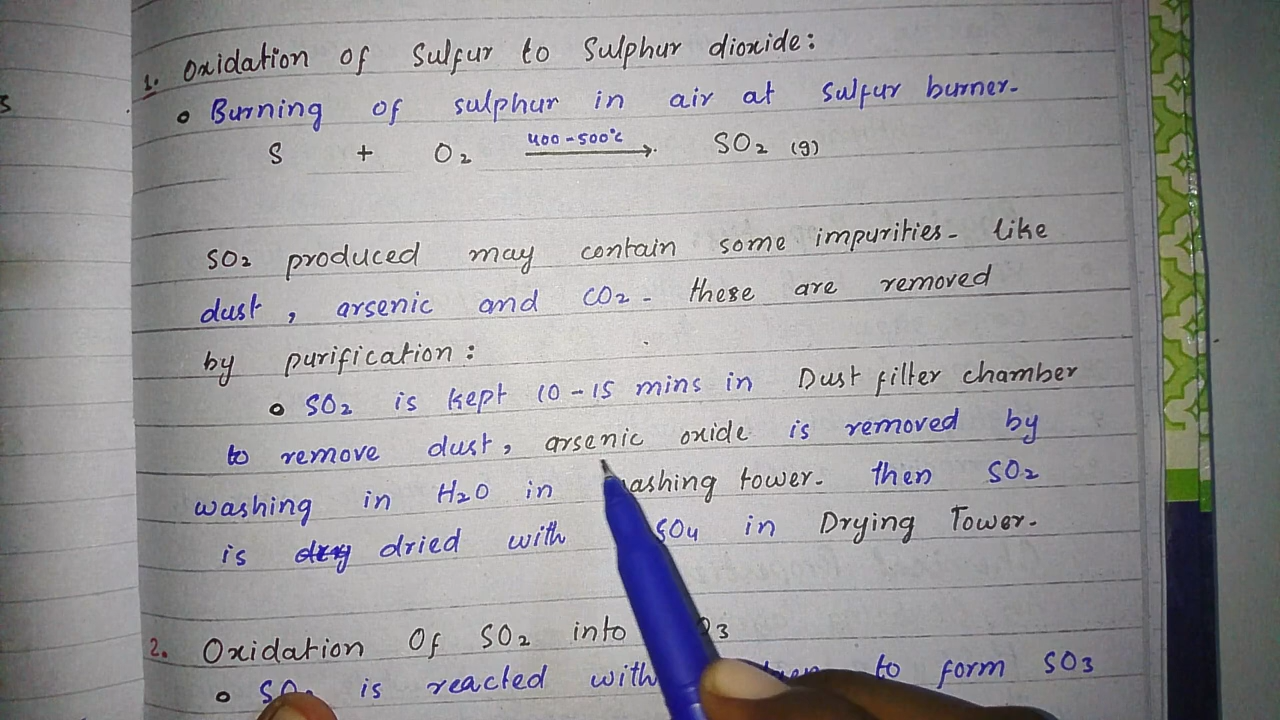 1. Oxidation of Sulfur to Sulphur dioxide:
Burning of sulphur in air at sulfur burner.
S + O2 400-500°C → SO2 (g)
SO2 produced may contain some impurities - like
dust, arsenic and CO2 - these are removed
by purification:
SO2 is kept 10-15 mins in Dust filter chamber
to remove dust, arsenic oxide is removed by
washing in H2O in ashing tower. then SO2
is dried with SO4 in Drying Tower.
2. Oxidation Of SO2 into O3
is reacted with to form SO3